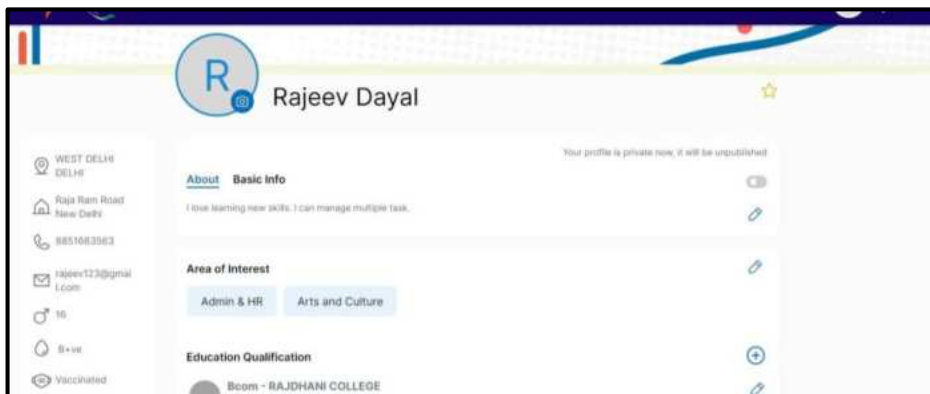 R
Rajeev Dayal
WEST DELHI
DELHI
Raja Ram Road
New Delhi
8851683563
rajeev123@gmai
l.com
16
B+ve
Vaccinated
Your profile is private now, it will be unpublished
About Basic Info
I love learning new skills. I can manage multiple task.
Area of Interest
Admin & HR Arts and Culture
Education Qualification
Bcom - RAJDHANI COLLEGE